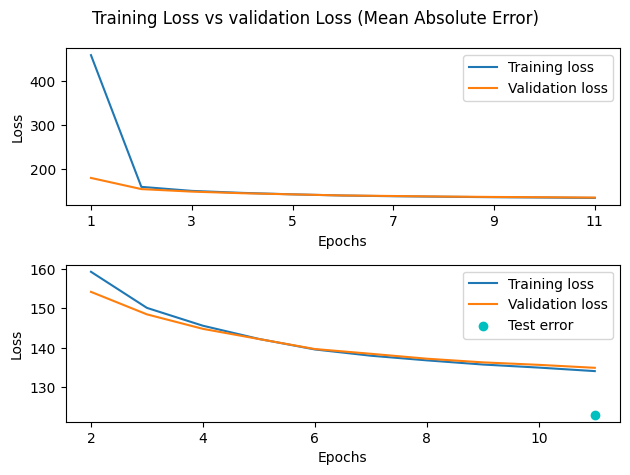 Training Loss vs validation Loss (Mean Absolute Error)
400
300
200
Loss
Training loss
Validation loss
1 3 5 7 9 11
Epochs
160
150
140
130
Loss
Training loss
Validation loss
Test error
2 4 6 8 10
Epochs